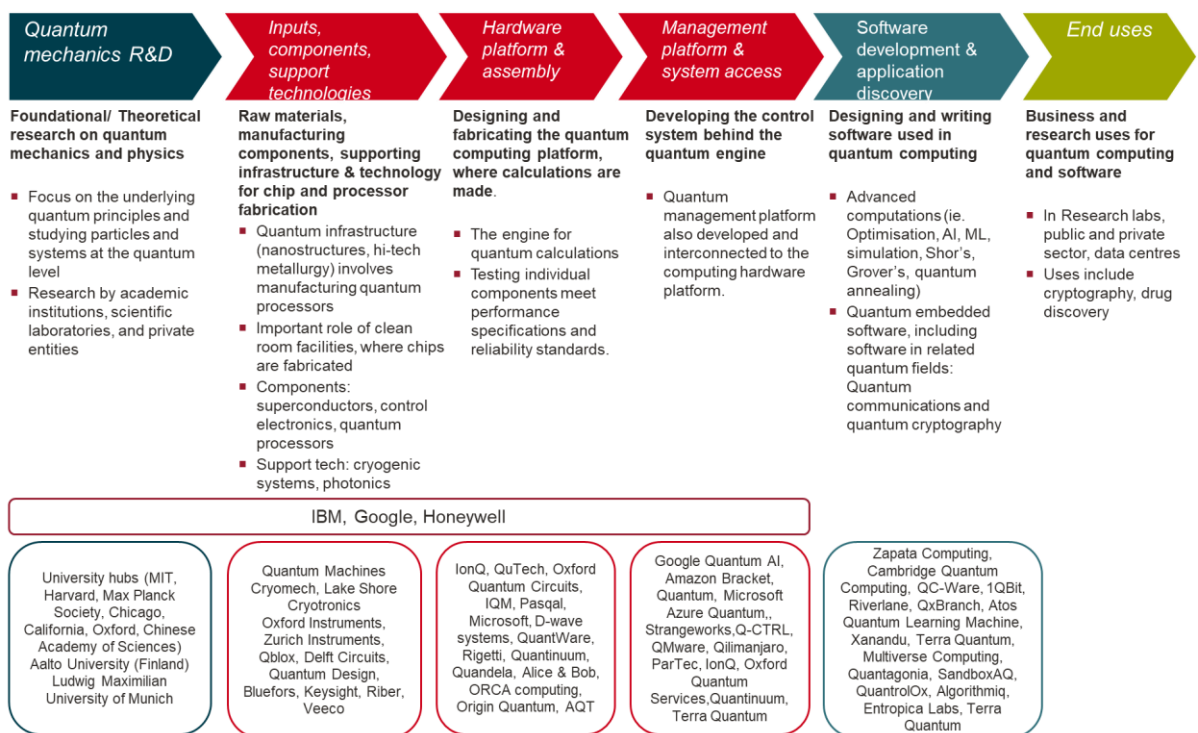 Quantum
mechanics R&D
Inputs,
components,
support
technologies
Hardware
platform &
assembly
Management
platform &
system access
Software
development &
application
discovery
End uses
Foundational/ Theoretical
research on quantum
mechanics and physics
Focus on the underlying
quantum principles and
studying particles and
systems at the quantum
level
Research by academic
institutions, scientific
laboratories, and private
entities
Raw materials,
manufacturing
components, supporting
infrastructure & technology
for chip and processor
fabrication
Quantum infrastructure
(nanostructures, hi-tech
metallurgy) involves
manufacturing quantum
processors
Important role of clean
room facilities, where chips
are fabricated
Components:
superconductors, control
electronics, quantum
processors
Support tech: cryogenic
systems, photonics
Designing and
fabricating the quantum
computing platform,
where calculations are
made.
The engine for
quantum calculations
Testing individual
components meet
performance
specifications and
reliability standards.
Developing the control
system behind the
quantum engine
Quantum
management platform
also developed and
interconnected to the
computing hardware
platform.
Designing and writing
software used in
quantum computing
Advanced
computations (ie.
Optimisation, AI, ML,
simulation, Shor's,
Grover's, quantum
annealing)
Quantum embedded
software, including
software in related
quantum fields:
Quantum
communications and
quantum cryptography
Business and
research uses for
quantum computing
and software
In Research labs,
public and private
sector, data centres
Uses include
cryptography, drug
discovery
IBM, Google, Honeywell
University hubs (MIT,
Harvard, Max Planck
Society, Chicago,
California, Oxford, Chinese
Academy of Sciences)
Aalto University (Finland)
Ludwig Maximilian
University of Munich
Quantum Machines
Cryomech, Lake Shore
Cryotronics
Oxford Instruments,
Zurich Instruments,
Qblox, Delft Circuits,
Quantum Design,
Bluefors, Keysight, Riber,
Veeco
IonQ, QuTech, Oxford
Quantum Circuits,
IQM, Pasqal,
Microsoft, D-wave
systems, QuantWare,
Rigetti, Quantinuum,
Quandela, Alice & Bob,
ORCA computing,
Origin Quantum, AQT
Google Quantum AI,
Amazon Bracket,
Quantum, Microsoft
Azure Quantum,,
Strangeworks,Q-CTRL,
QMware, Qilimanjaro,
ParTec, IonQ, Oxford
Quantum
Services,Quantinuum,
Terra Quantum
Zapata Computing,
Cambridge Quantum
Computing, QC-Ware, 1QBit,
Riverlane, QxBranch, Atos
Quantum Learning Machine,
Xanandu, Terra Quantum,
Multiverse Computing,
Quantagonia, SandboxAQ,
QuantrolOx, Algorithmiq,
Entropica Labs, Terra
Quantum